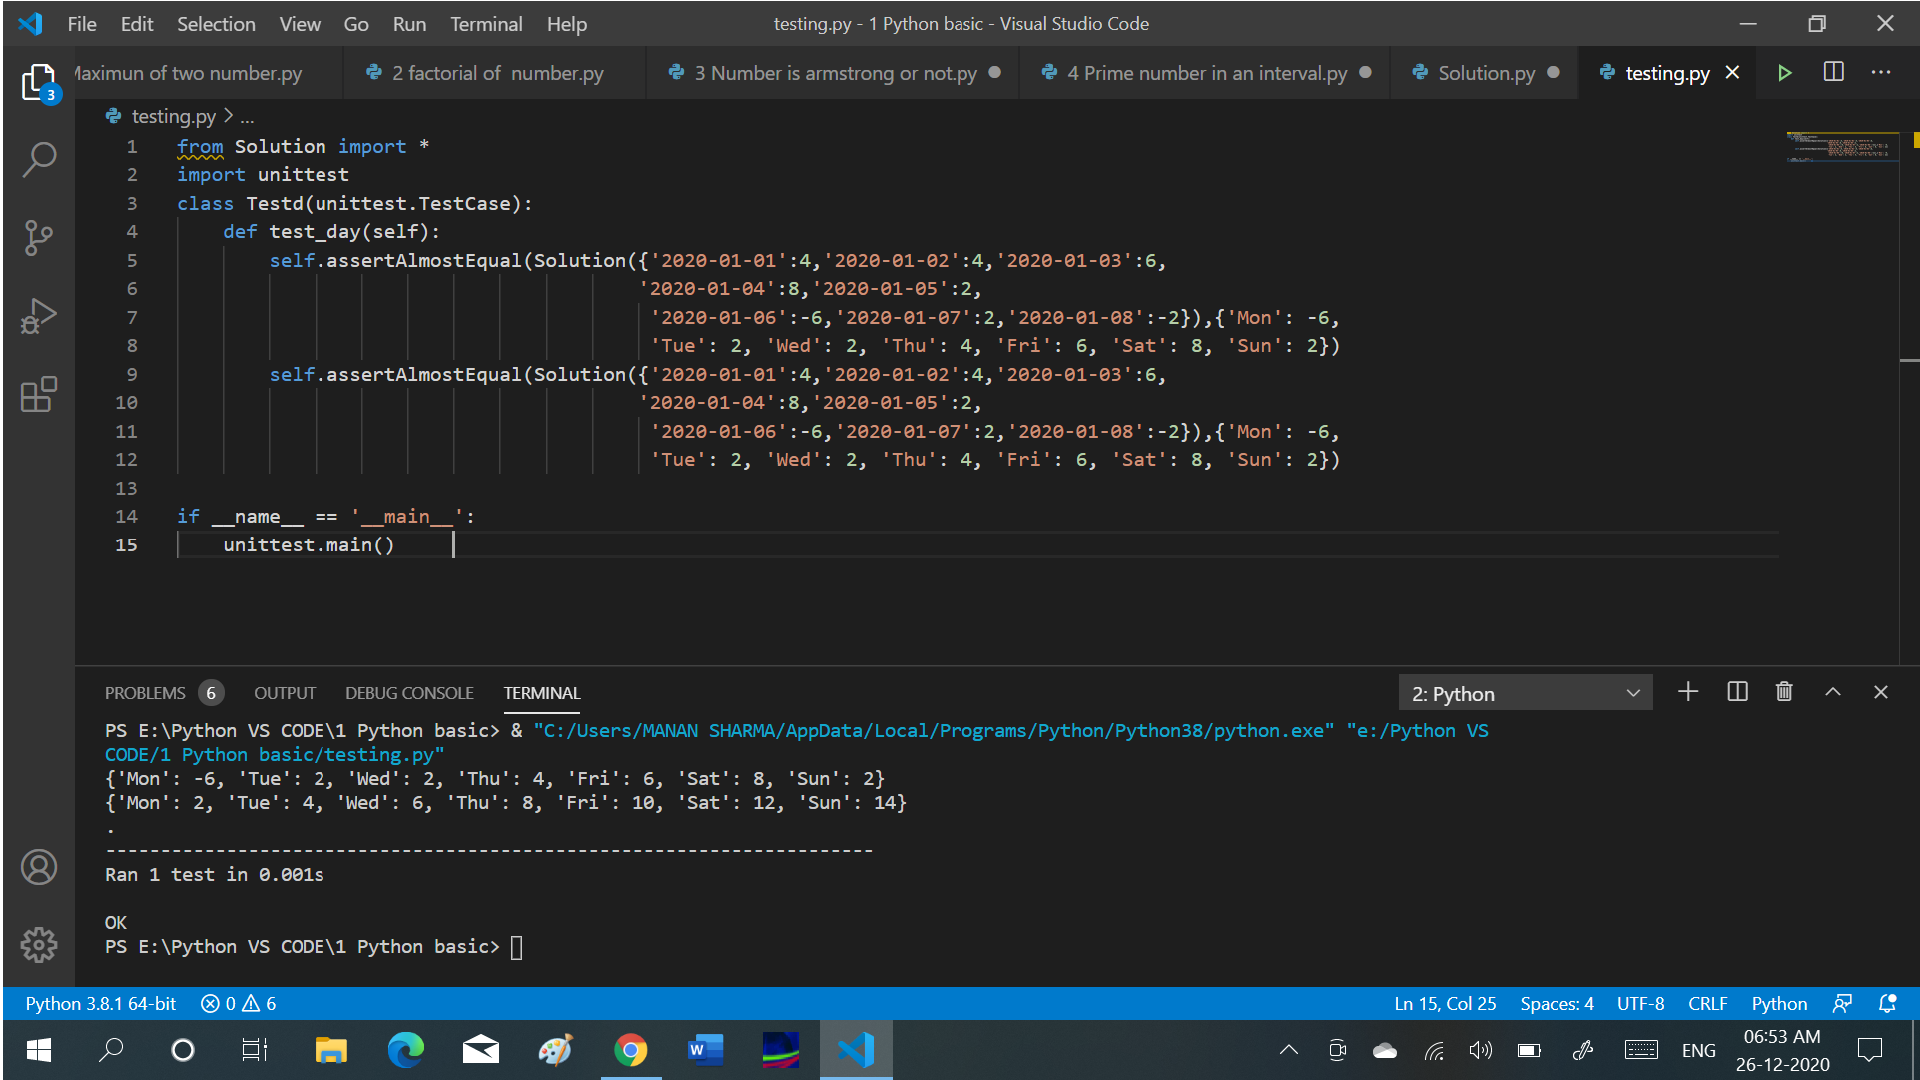 File Edit Selection View Go Run Terminal Help testing.py - 1 Python basic - Visual Studio Code
Maximun of two number.py 2 factorial of  number.py 3 Number is armstrong or not.py 4 Prime number in an interval.py Solution.py testing.py
3
testing.py > ...
1 from Solution import *
2 import unittest
3 class Testd(unittest.TestCase):
4 def test_day(self):
5 self.assertAlmostEqual(Solution({'2020-01-01':4,'2020-01-02':4,'2020-01-03':6,
6 '2020-01-04':8,'2020-01-05':2,
7 '2020-01-06':-6,'2020-01-07':2,'2020-01-08':-2}),{'Mon': -6,
8 'Tue': 2, 'Wed': 2, 'Thu': 4, 'Fri': 6, 'Sat': 8, 'Sun': 2})
9 self.assertAlmostEqual(Solution({'2020-01-01':4,'2020-01-02':4,'2020-01-03':6,
10 '2020-01-04':8,'2020-01-05':2,
11 '2020-01-06':-6,'2020-01-07':2,'2020-01-08':-2}),{'Mon': -6,
12 'Tue': 2, 'Wed': 2, 'Thu': 4, 'Fri': 6, 'Sat': 8, 'Sun': 2})
13
14 if __name__ == '__main__':
15 unittest.main()
PROBLEMS 6 OUTPUT DEBUG CONSOLE TERMINAL 2: Python
PS E:\Python VS CODE\1 Python basic> & "C:/Users/MANAN SHARMA/AppData/Local/Programs/Python/Python38/python.exe" "e:/Python VS
CODE/1 Python basic/testing.py"
{'Mon': -6, 'Tue': 2, 'Wed': 2, 'Thu': 4, 'Fri': 6, 'Sat': 8, 'Sun': 2}
{'Mon': 2, 'Tue': 4, 'Wed': 6, 'Thu': 8, 'Fri': 10, 'Sat': 12, 'Sun': 14}
.
----------------------------------------------------------------------
Ran 1 test in 0.001s
OK
PS E:\Python VS CODE\1 Python basic>
Python 3.8.1 64-bit 0 6 Ln 15, Col 25 Spaces: 4 UTF-8 CRLF Python
W ENG 06:53 AM
26-12-2020